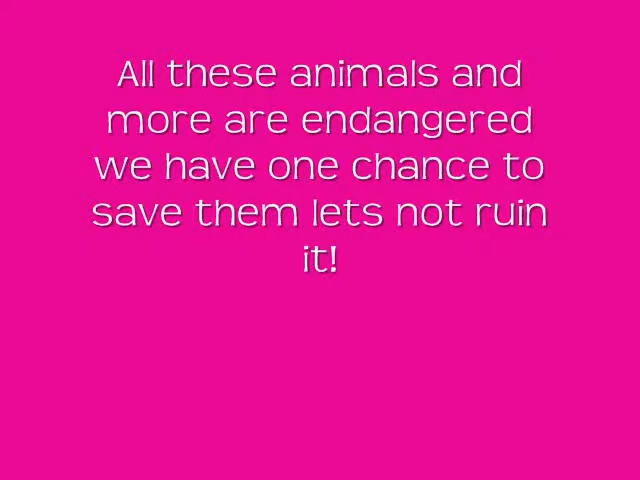 All these animals and
more are endangered
we have one chance to
save them lets not ruin
it!